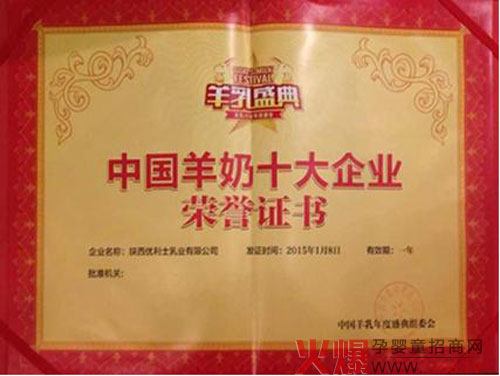 FESTIVAL
羊乳盛典
中国羊奶十大企业
荣誉证书
企业名称：陕西优利士乳业有限公司 发证时间：2015年1月8日 有效期：一年
批准机关：
中国羊乳年度盛典组委会
火爆孕婴童招商网